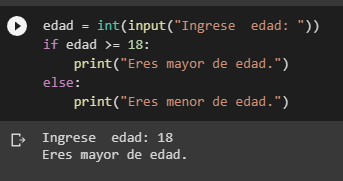 edad = int(input("Ingrese  edad: "))
if edad >= 18:
    print("Eres mayor de edad.")
else:
    print("Eres menor de edad.")
Ingrese  edad: 18
Eres mayor de edad.